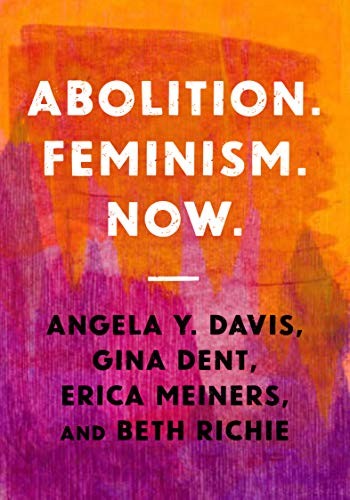 ABOLITION.
FEMINISM.
NOW.
ANGELA Y. DAVIS,
GINA DENT,
ERICA MEINERS,
AND BETH RICHIE